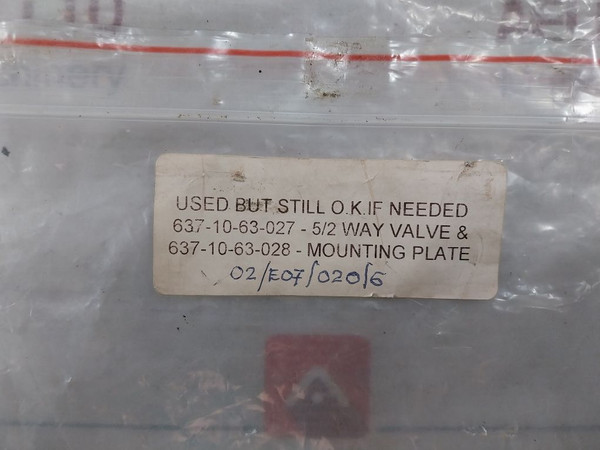 USED BUT STILL O.K.IF NEEDED
637-10-63-027 - 5/2 WAY VALVE &
637-10-63-028 - MOUNTING PLATE
02/E07/020/6